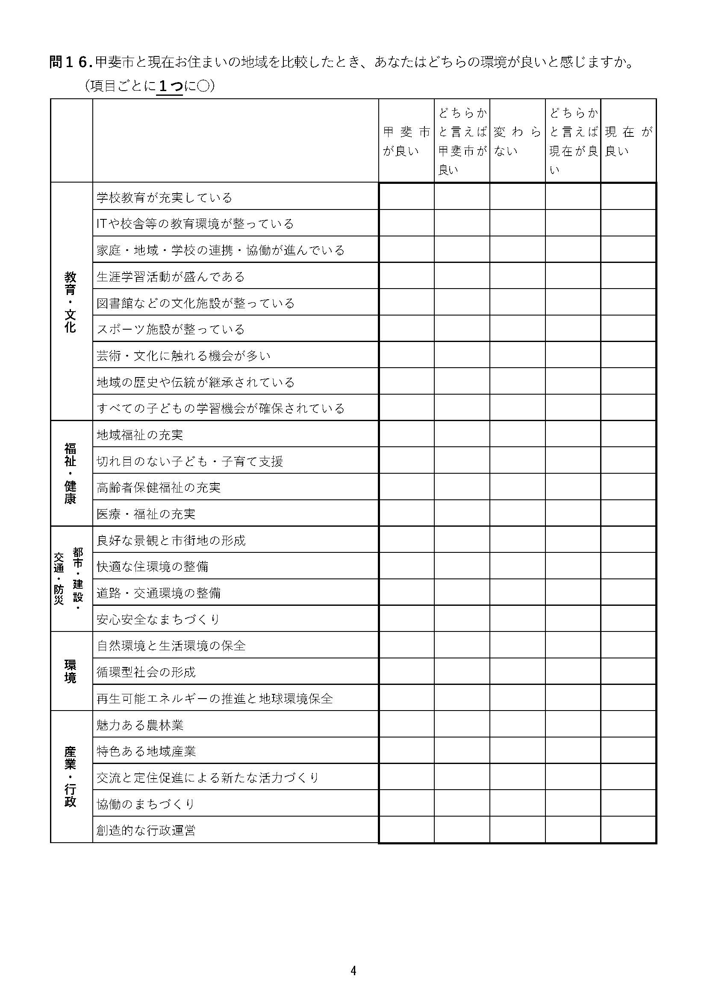 問１６.甲斐市と現在お住まいの地域を比較したとき、あなたはどちらの環境が良いと感じますか。
（項目ごとに１つに○）
甲斐市
が良い
どちらか
と言えば
甲斐市が
良い
変わら
ない
どちらか
と言えば
現在が良
い
現在が
良い
教育・文化
学校教育が充実している
ITや校舎等の教育環境が整っている
家庭・地域・学校の連携・協働が進んでいる
生涯学習活動が盛んである
図書館などの文化施設が整っている
スポーツ施設が整っている
芸術・文化に触れる機会が多い
地域の歴史や伝統が継承されている
すべての子どもの学習機会が確保されている
福祉・健康
地域福祉の充実
切れ目のない子ども・子育て支援
高齢者保健福祉の充実
医療・福祉の充実
都市・建設・
交通・防災
良好な景観と市街地の形成
快適な住環境の整備
道路・交通環境の整備
安心安全なまちづくり
環境
自然環境と生活環境の保全
循環型社会の形成
再生可能エネルギーの推進と地球環境保全
産業・行政
魅力ある農林業
特色ある地域産業
交流と定住促進による新たな活力づくり
協働のまちづくり
創造的な行政運営
4